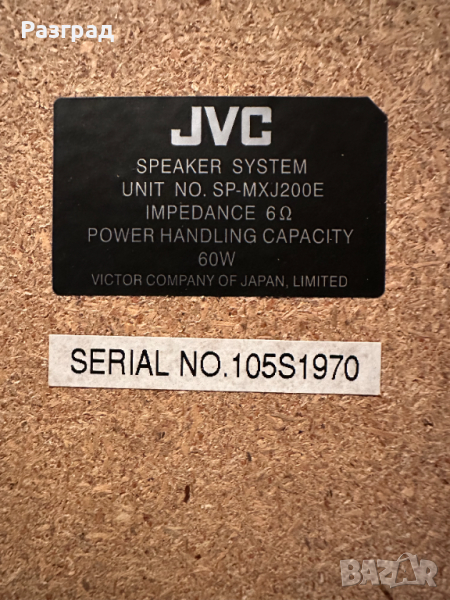 Разград
JVC
SPEAKER SYSTEM
UNIT NO. SP-MXJ200E
IMPEDANCE 6Ω
POWER HANDLING CAPACITY
60W
VICTOR COMPANY OF JAPAN, LIMITED
SERIAL NO.105S1970
BAZAR